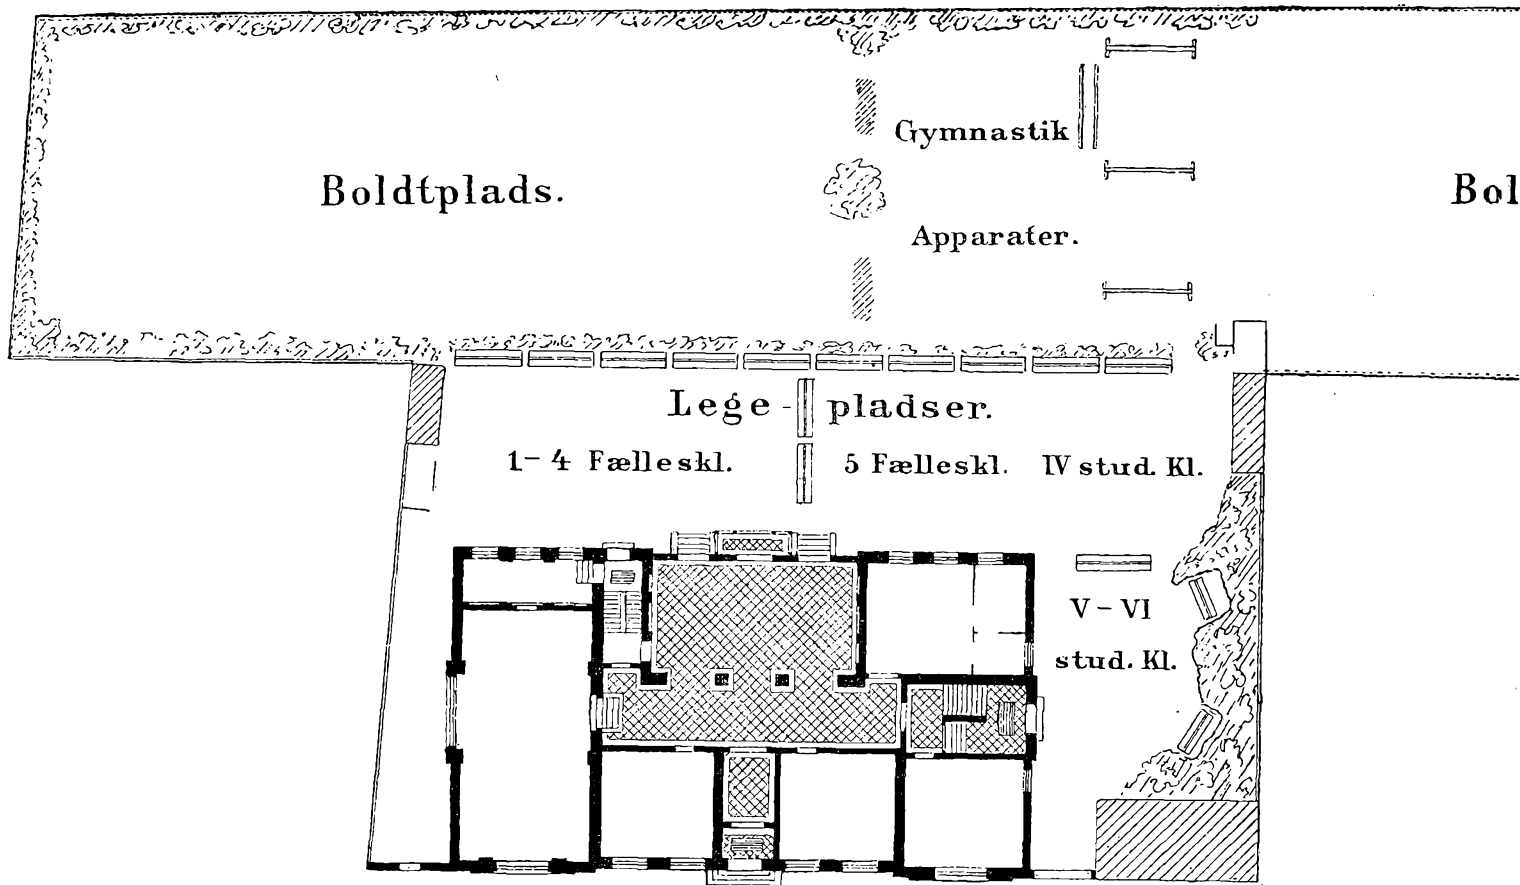 Gymnastik
Boldtplads.
Bol
Apparater.
Lege - pladser.
1-4 Fælleskl.
5 Fælleskl. IV stud. Kl.
V-VI
stud. Kl.